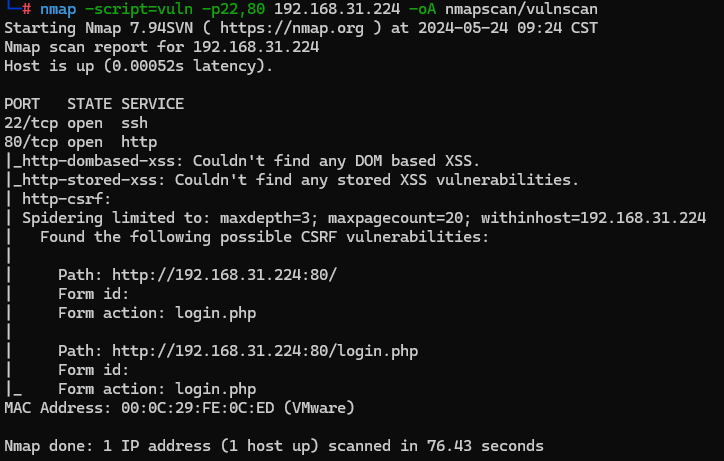 └─# nmap -script=vuln -p22,80 192.168.31.224 -oA nmapscan/vulnscan
Starting Nmap 7.94SVN ( https://nmap.org ) at 2024-05-24 09:24 CST
Nmap scan report for 192.168.31.224
Host is up (0.00052s latency).

PORT   STATE SERVICE
22/tcp open  ssh
80/tcp open  http
|_http-dombased-xss: Couldn't find any DOM based XSS.
|_http-stored-xss: Couldn't find any stored XSS vulnerabilities.
| http-csrf:
| Spidering limited to: maxdepth=3; maxpagecount=20; withinhost=192.168.31.224
|   Found the following possible CSRF vulnerabilities:
|
|     Path: http://192.168.31.224:80/
|     Form id:
|     Form action: login.php
|
|     Path: http://192.168.31.224:80/login.php
|     Form id:
|_    Form action: login.php
MAC Address: 00:0C:29:FE:0C:ED (VMware)

Nmap done: 1 IP address (1 host up) scanned in 76.43 seconds